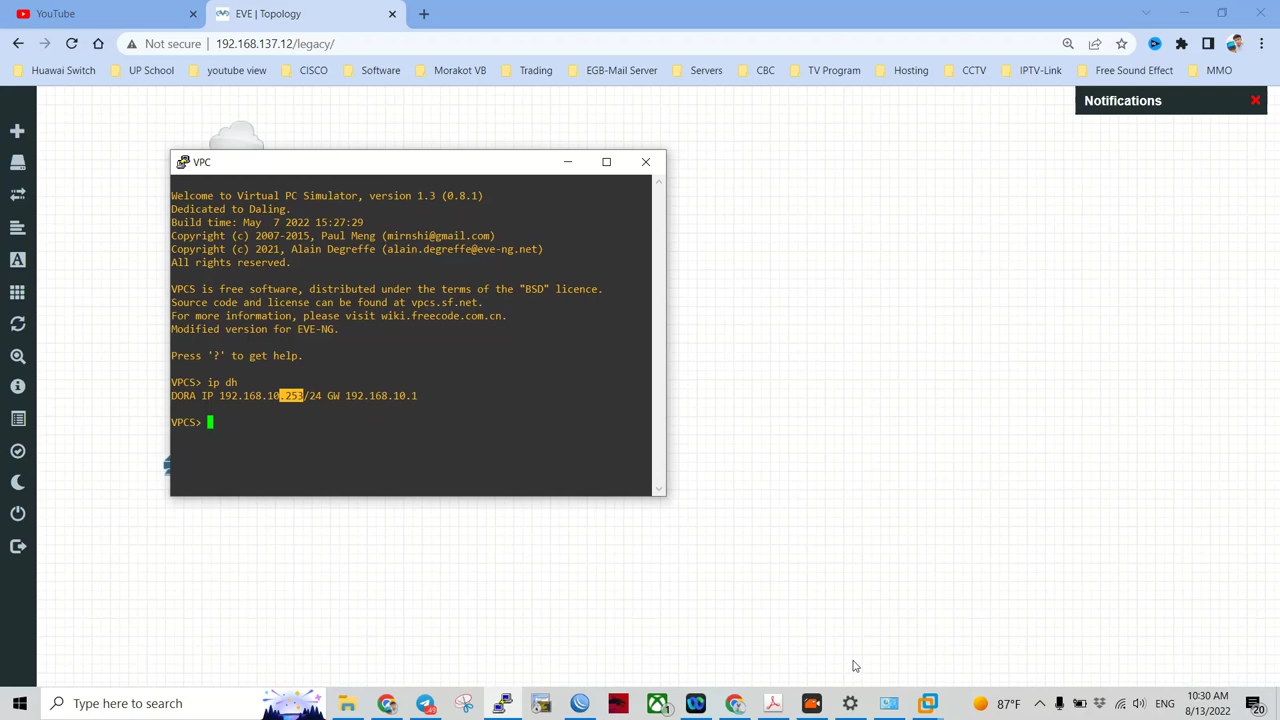 YouTube
EVE | Topology
Not secure
192.168.137.12/legacy/
Huawai Switch
UP School
youtube view
CISCO
Software
Morakot VB
Trading
EGB-Mail Server
Servers
CBC
TV Program
Hosting
CCTV
IPTV-Link
Free Sound Effect
MMO
Notifications
VPC
Welcome to Virtual PC Simulator, version 1.3 (0.8.1)
Dedicated to Daling.
Build time: May  7 2022 15:27:29
Copyright (c) 2007-2015, Paul Meng (mirnshi@gmail.com)
Copyright (c) 2021, Alain Degreffe (alain.degreffe@eve-ng.net)
All rights reserved.
VPCS is free software, distributed under the terms of the "BSD" licence.
Source code and license can be found at vpcs.sf.net.
For more information, please visit wiki.freecode.com.cn.
Modified version for EVE-NG.
Press '?' to get help.
VPCS> ip dh
DORA IP 192.168.10.253/24 GW 192.168.10.1
VPCS>
Type here to search
87°F
ENG
10:30 AM
8/13/2022
20